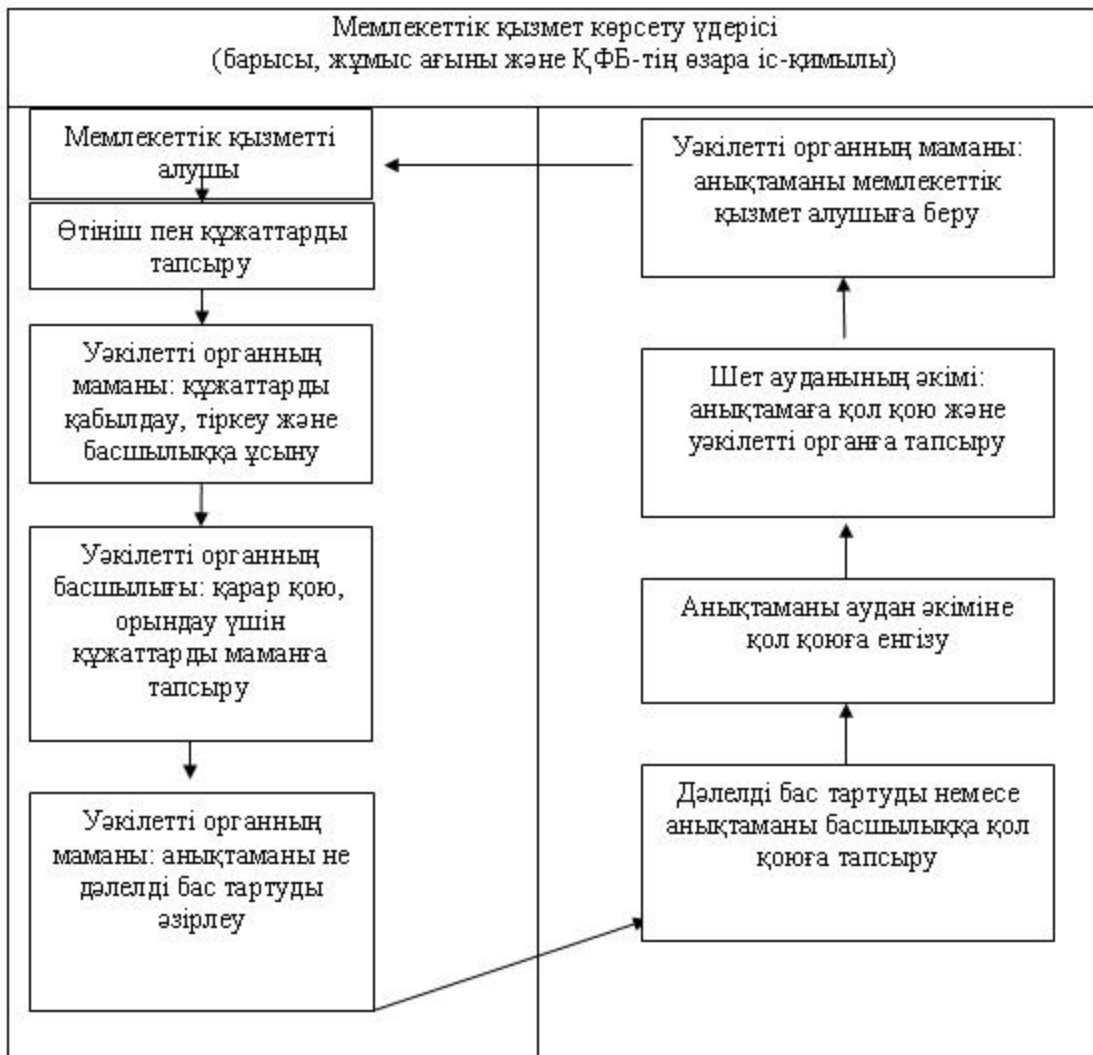 Мемлекеттік қызмет көрсету үдерісі
(барысы, жұмыс ағыны және ҚФБ-тің өзара іс-қимылы)
Мемлекеттік қызметті
алушы
Өтініш пен құжаттарды
тапсыру
Уәкілетті органның
маманы: құжаттарды
қабылдау, тіркеу және
басшылыққа ұсыну
Уәкілетті органның
басшылығы: қарар қою,
орындау үшін
құжаттарды маманға
тапсыру
Уәкілетті органның
маманы: анықтаманы не
дәлелді бас тартуды
әзірлеу
Уәкілетті органның маманы:
анықтаманы мемлекеттік
қызмет алушыға беру
Шет ауданының әкімі:
анықтамаға қол қою және
уәкілетті органға тапсыру
Анықтаманы аудан әкіміне
қол қоюға енгізу
Дәлелді бас тартуды немесе
анықтаманы басшылыққа қол
қоюға тапсыру